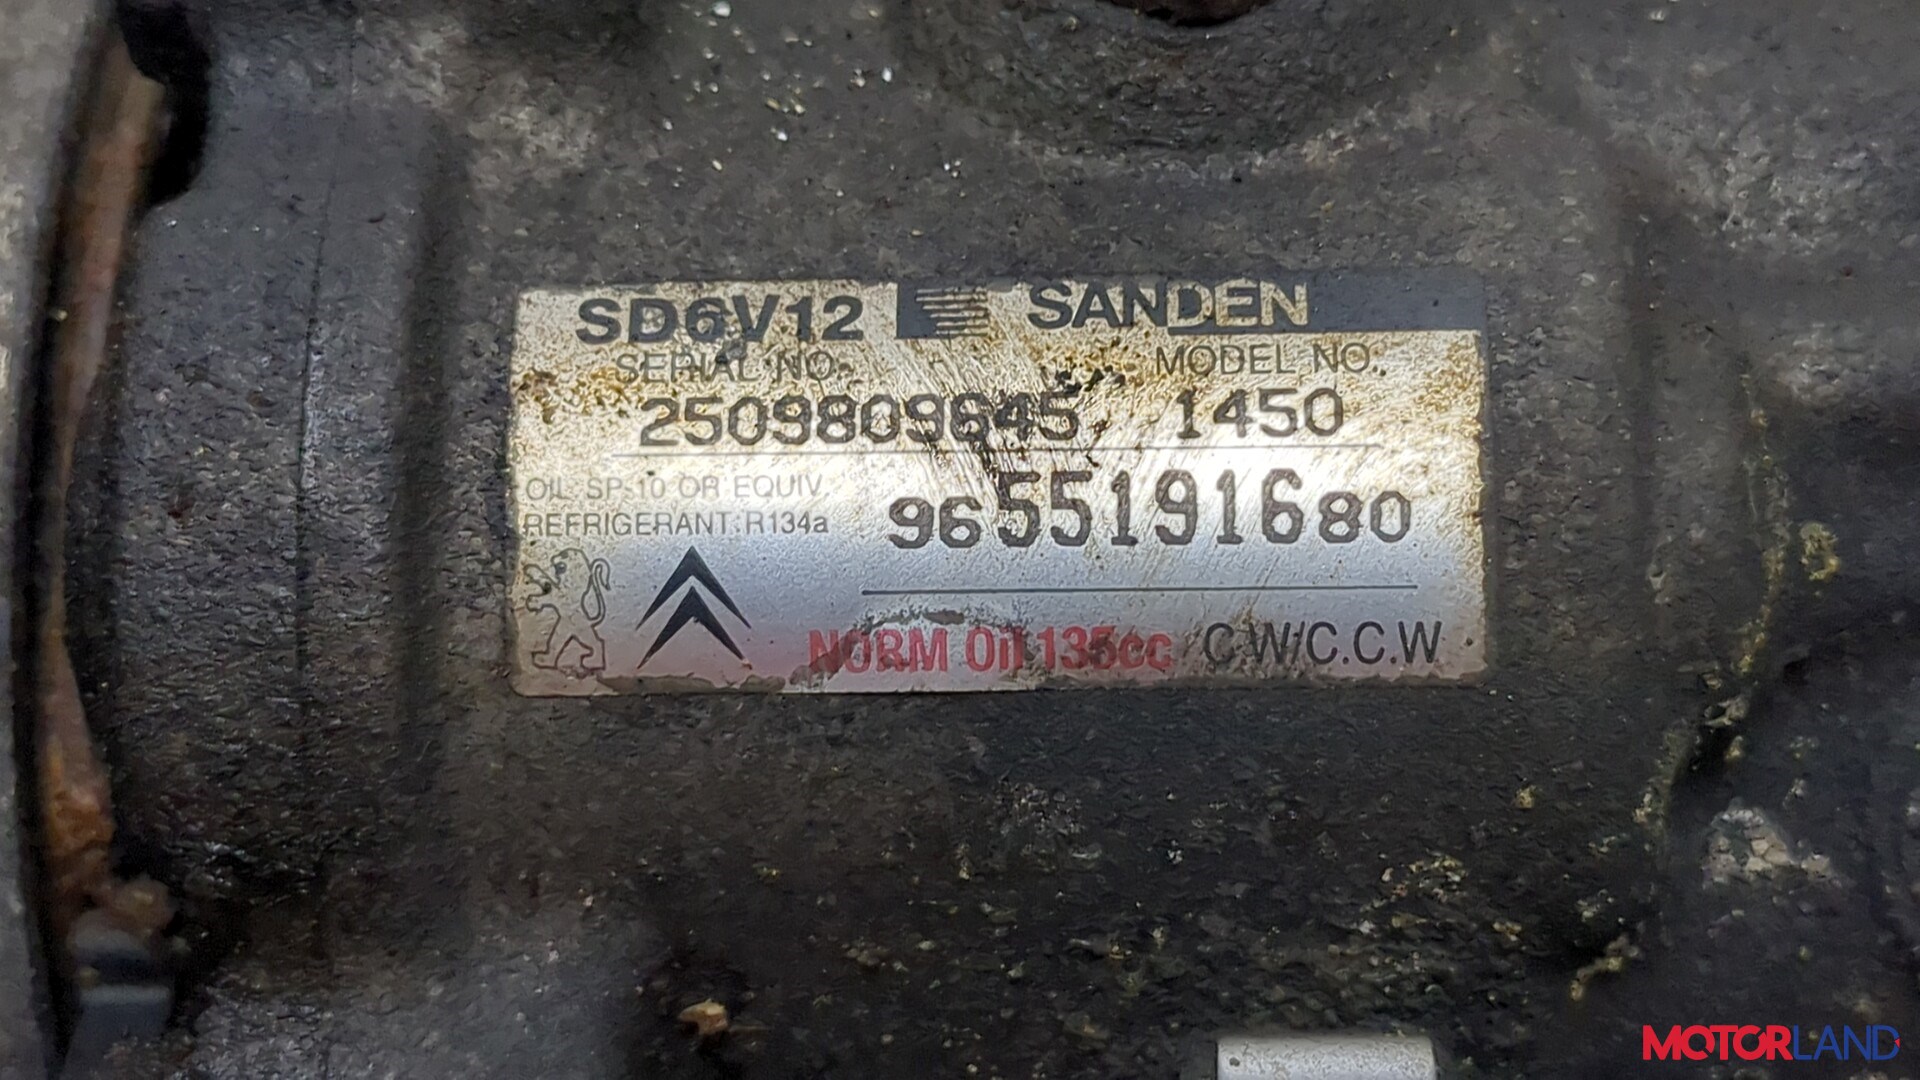 SD6V12 SANDEN
SERIAL NO. MODEL NO.
2509809645 1450
OIL SP-10 OR EQUIV.
REFRIGERANT:R134a
9655191680
NORM Oil 135cc C.W/C.C.W
MOTORLAND